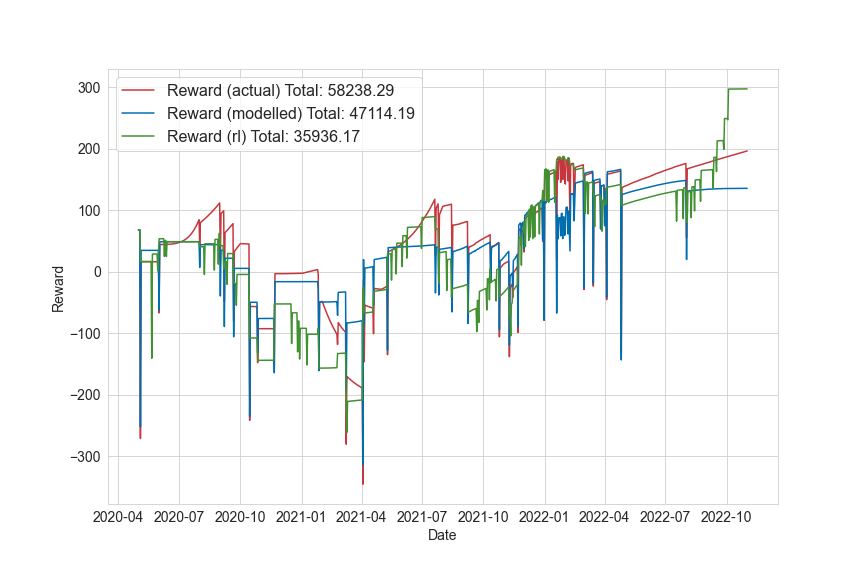 Reward (actual) Total: 58238.29
Reward (modelled) Total: 47114.19
Reward (rl) Total: 35936.17
300
200
100
0
−100
−200
−300
Reward
2020-04 2020-07 2020-10 2021-01 2021-04 2021-07 2021-10 2022-01 2022-04 2022-07 2022-10
Date